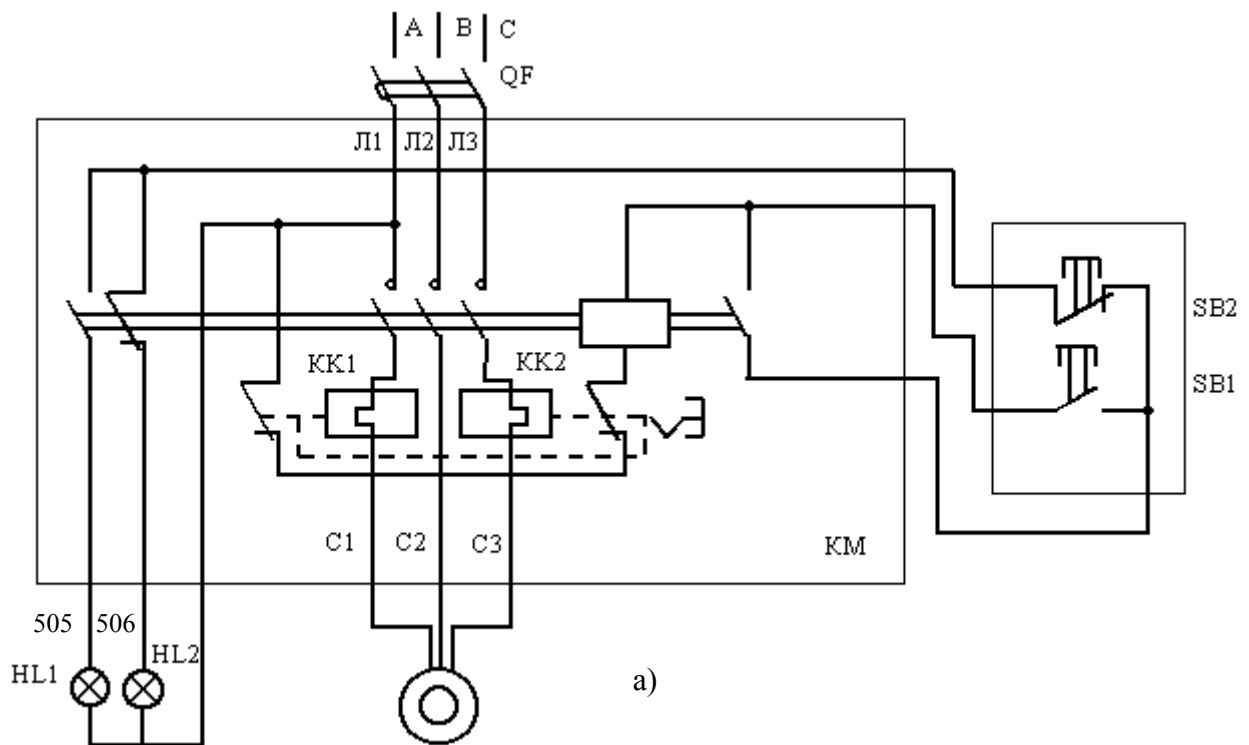 A B C
QF
Л1 Л2 Л3
SB2
KK1 KK2
SB1
C1 C2 C3
KM
505 506
HL1
HL2
а)